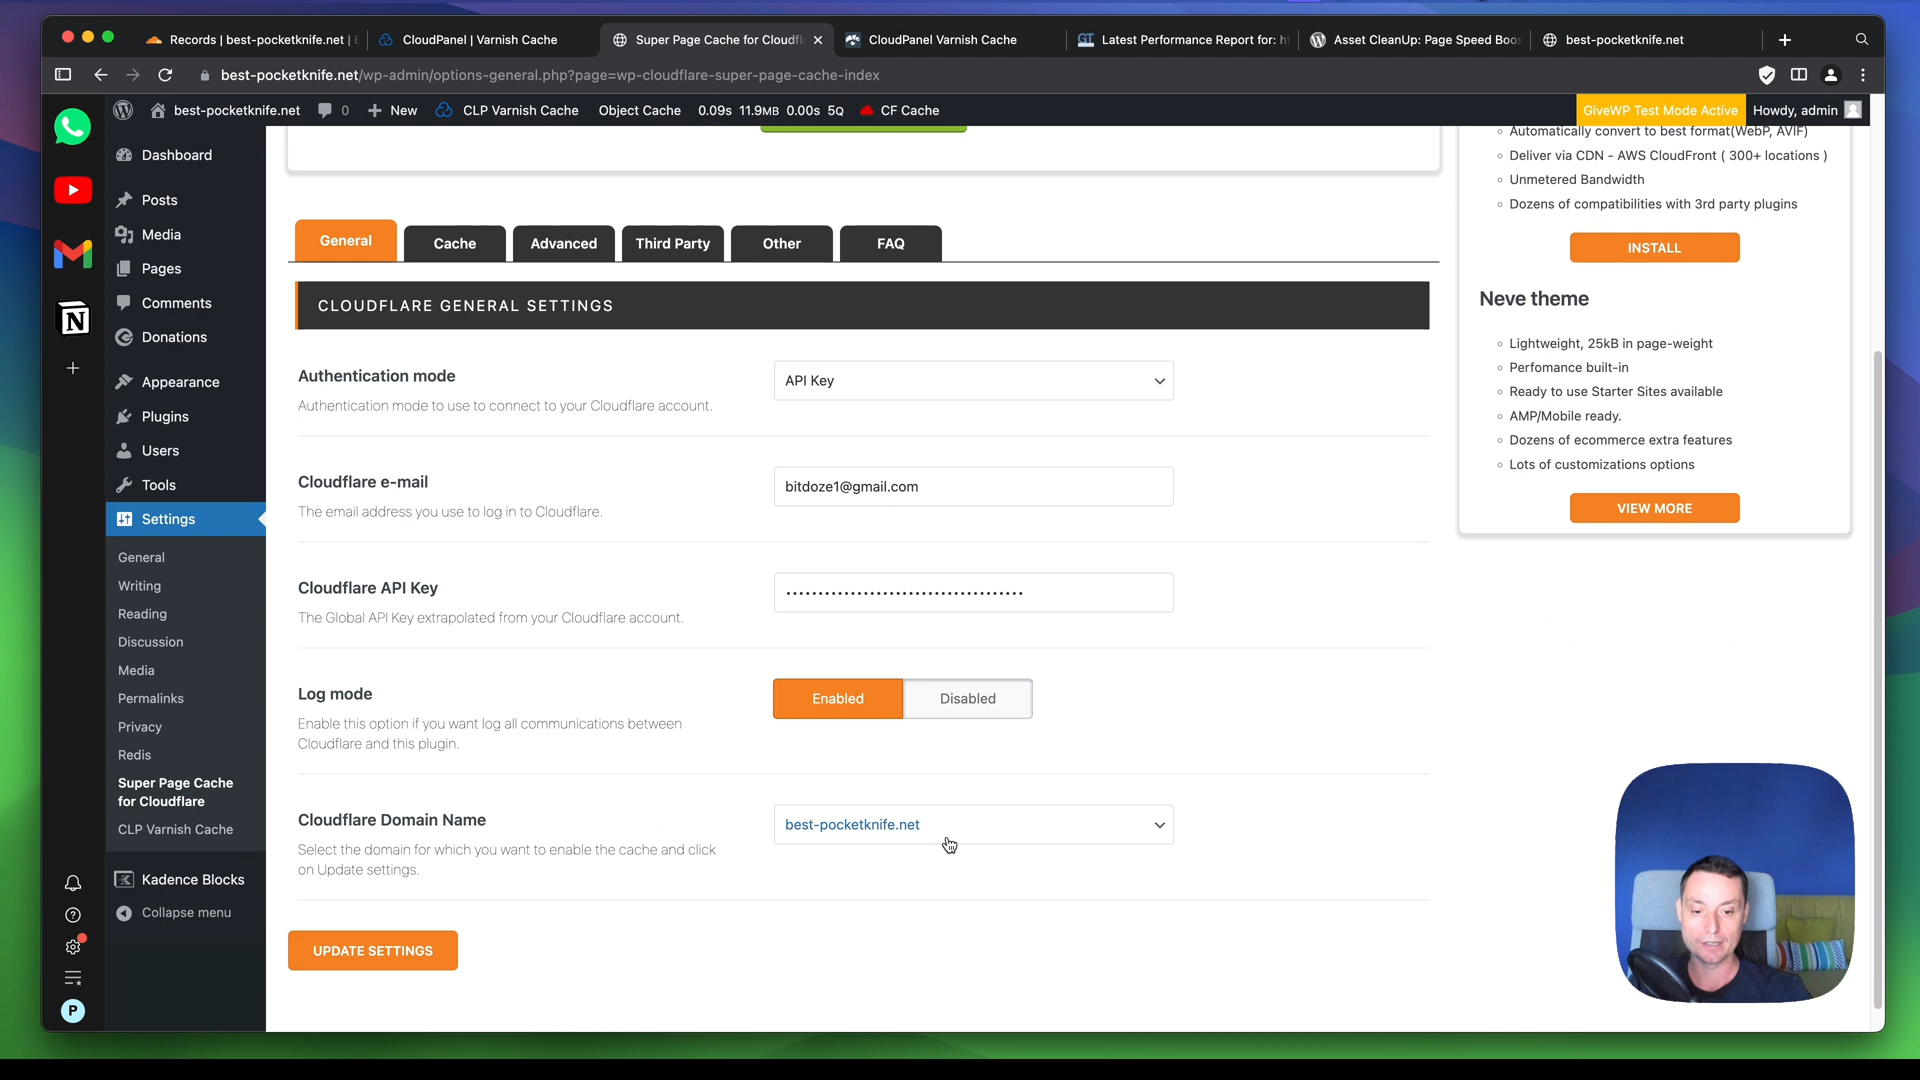 Records | best-pocketknife.net |
CloudPanel | Varnish Cache
Super Page Cache for Cloudfl
CloudPanel Varnish Cache
GT Latest Performance Report for: h
Asset CleanUp: Page Speed Boos
best-pocketknife.net
best-pocketknife.net/wp-admin/options-general.php?page=wp-cloudflare-super-page-cache-index
best-pocketknife.net
0
New
CLP Varnish Cache
Object Cache
0.09s 11.9MB 0.00s 5Q
CF Cache
GiveWP Test Mode Active
Howdy, admin
Dashboard
Posts
Media
Pages
Comments
Donations
Appearance
Plugins
Users
Tools
Settings
General
Writing
Reading
Discussion
Media
Permalinks
Privacy
Redis
Super Page Cache
for Cloudflare
CLP Varnish Cache
Kadence Blocks
Collapse menu
N
P
General
Cache
Advanced
Third Party
Other
FAQ
CLOUDFLARE GENERAL SETTINGS
Authentication mode
Authentication mode to use to connect to your Cloudflare account.
API Key
Cloudflare e-mail
The email address you use to log in to Cloudflare.
bitdoze1@gmail.com
Cloudflare API Key
The Global API Key extrapolated from your Cloudflare account.
Log mode
Enable this option if you want log all communications between
Cloudflare and this plugin.
Enabled
Disabled
Cloudflare Domain Name
Select the domain for which you want to enable the cache and click
on Update settings.
best-pocketknife.net
UPDATE SETTINGS
Automatically convert to best format(WebP, AVIF)
Deliver via CDN - AWS CloudFront ( 300+ locations )
Unmetered Bandwidth
Dozens of compatibilities with 3rd party plugins
INSTALL
Neve theme
Lightweight, 25kB in page-weight
Perfomance built-in
Ready to use Starter Sites available
AMP/Mobile ready.
Dozens of ecommerce extra features
Lots of customizations options
VIEW MORE